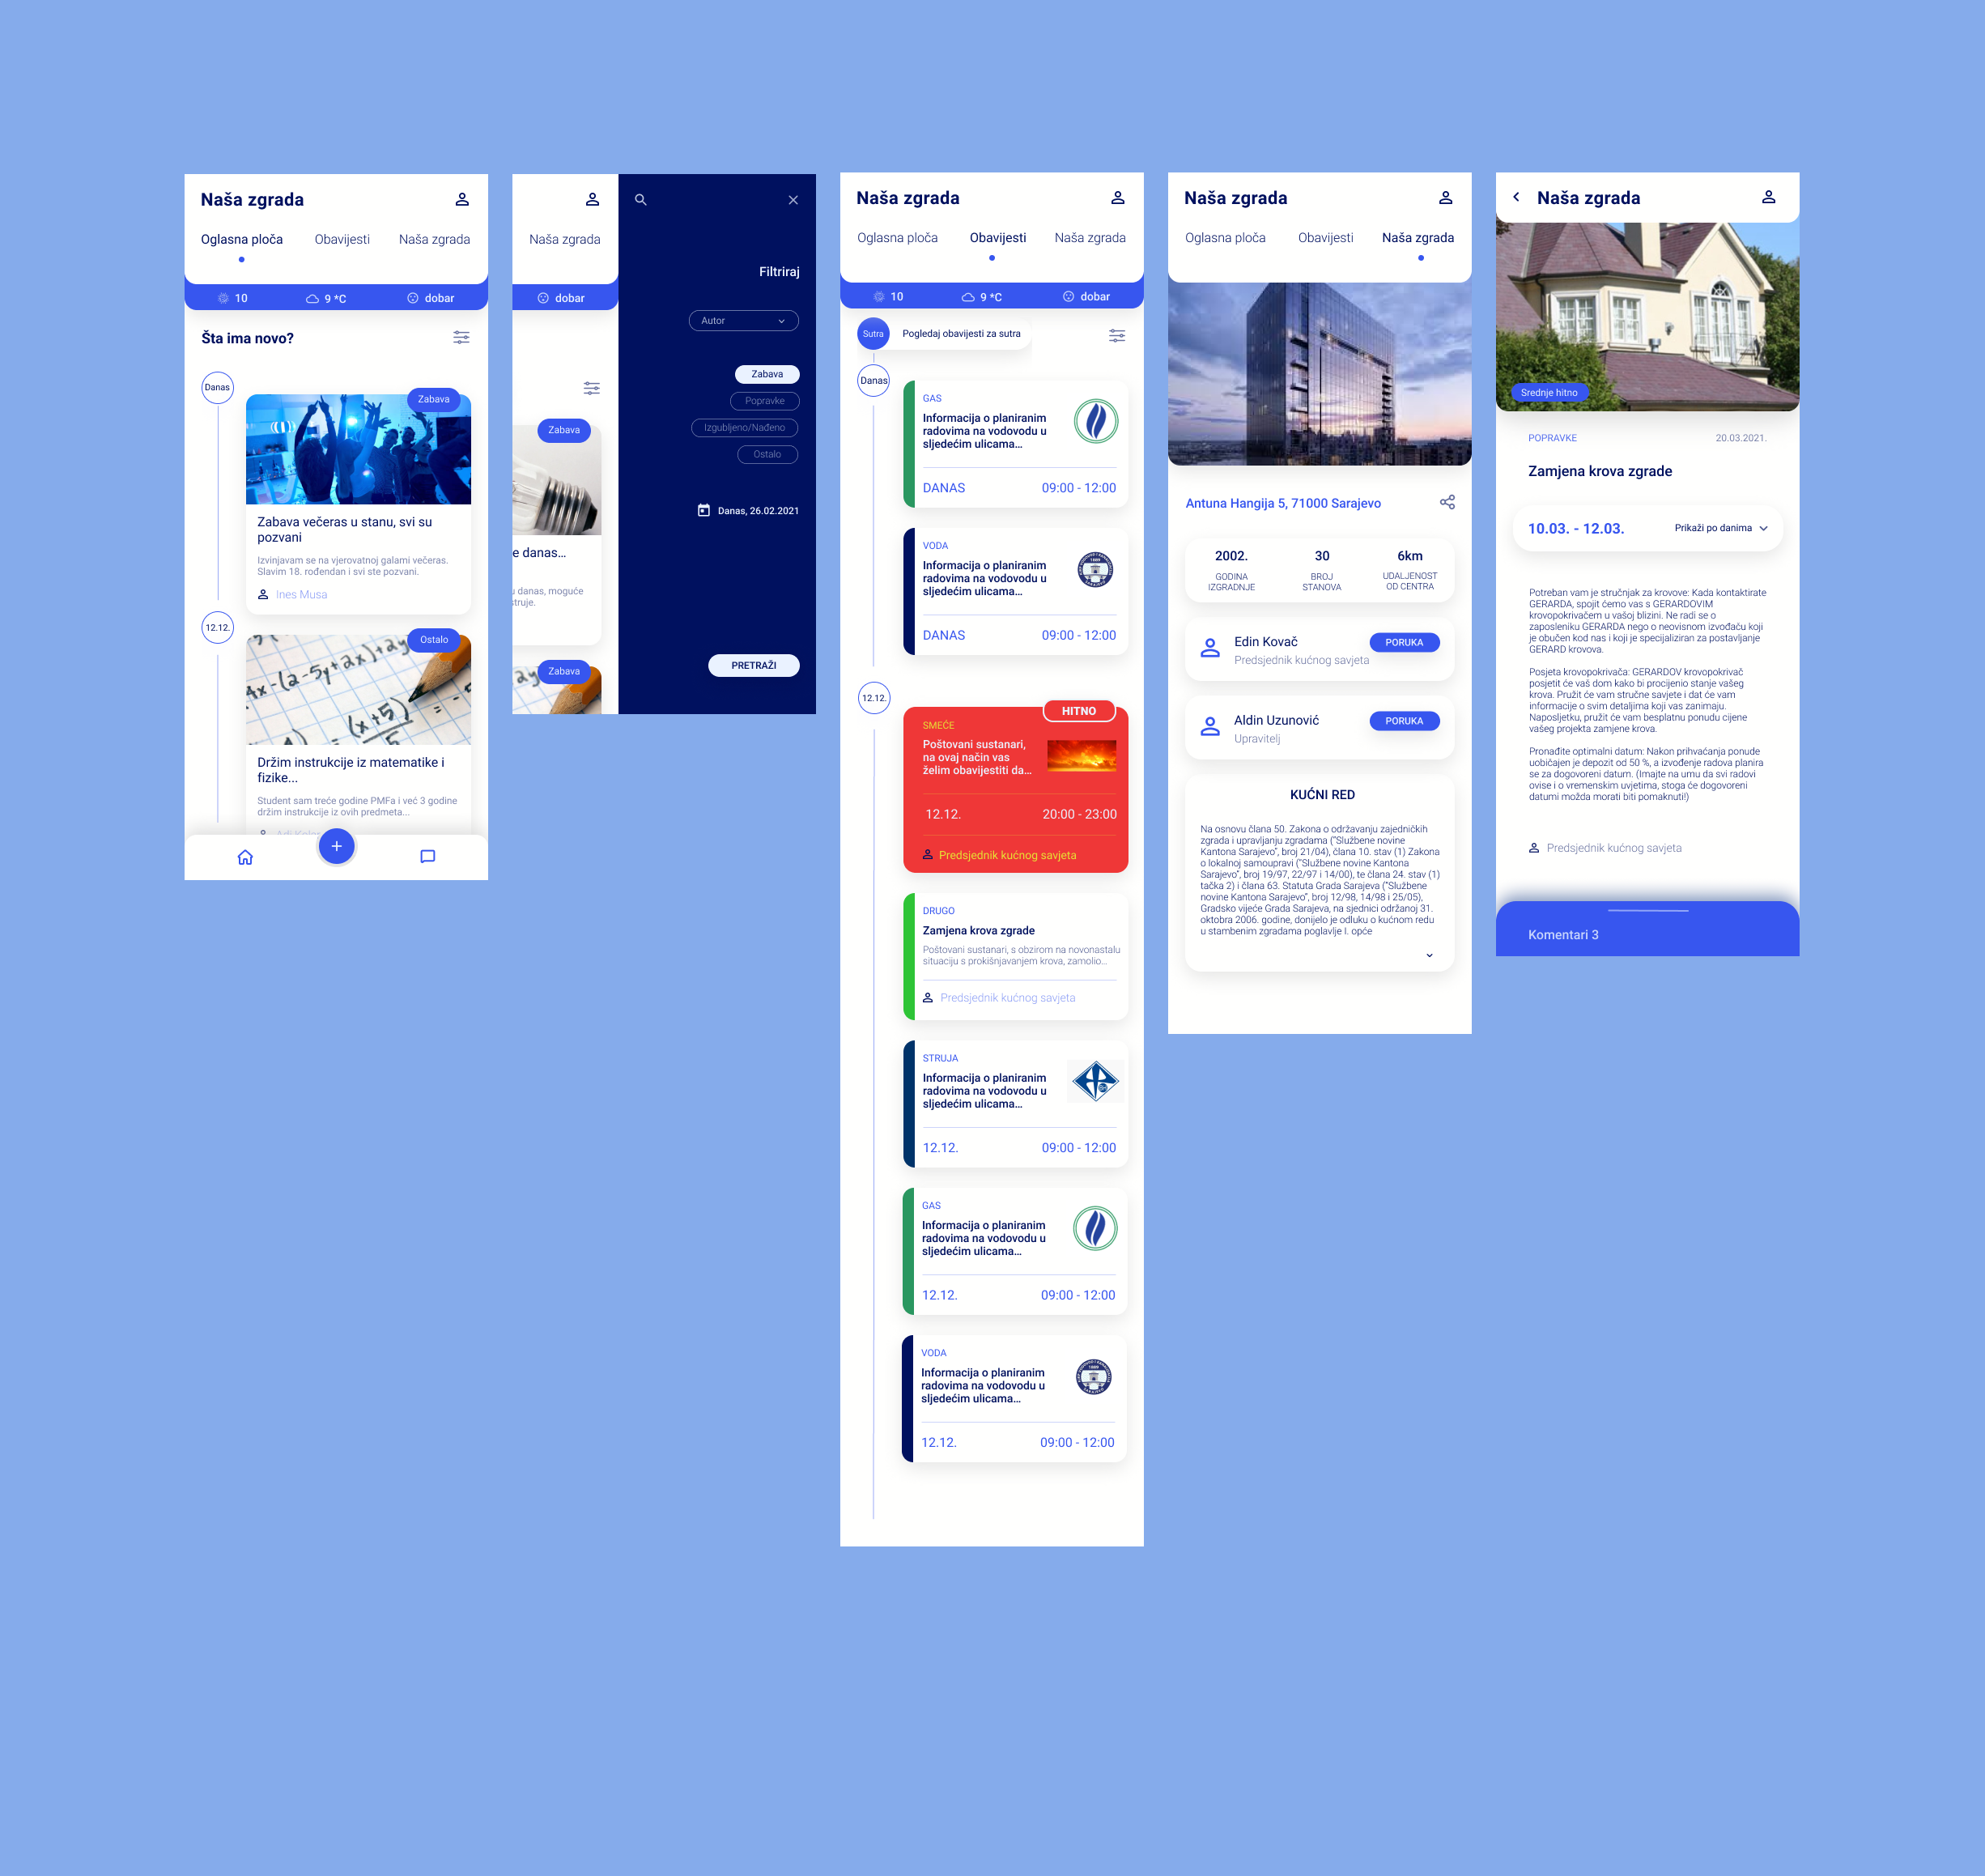 Naša zgrada
Oglasna ploča
Obavijesti
Naša zgrada
10
9 *C
dobar
Šta ima novo?
Danas
Zabava
Zabava večeras u stanu, svi su
pozvani
Izvinjavam se na vjerovatnoj galami večeras.
Slavim 18. rođendan i svi ste pozvani.
Ines Musa
12.12.
Ostalo
Držim instrukcije iz matematike i
fizike...
Student sam treće godine PMFa i već 3 godine
držim instrukcije iz ovih predmeta...
Naša zgrada
dobar
Zabava
e danas...
u danas, moguće
struje.
Zabava
Filtriraj
Autor
Zabava
Popravke
Izgubljeno/Nađeno
Ostalo
Danas, 26.02.2021
PRETRAŽI
Naša zgrada
Oglasna ploča
Obavijesti
Naša zgrada
10
9 *C
dobar
Sutra
Pogledaj obavijesti za sutra
Danas
GAS
Informacija o planiranim
radovima na vodovodu u
sljedećim ulicama...
DANAS
09:00 - 12:00
VODA
Informacija o planiranim
radovima na vodovodu u
sljedećim ulicama...
DANAS
09:00 - 12:00
12.12.
HITNO
SMEĆE
Poštovani sustanari,
na ovaj način vas
želim obavijestiti da...
12.12.
20:00 - 23:00
Predsjednik kućnog savjeta
DRUGO
Zamjena krova zgrade
Poštovani sustanari, s obzirom na novonastalu
situaciju s prokišnjavanjem krova, zamolio...
Predsjednik kućnog savjeta
STRUJA
Informacija o planiranim
radovima na vodovodu u
sljedećim ulicama...
12.12.
09:00 - 12:00
GAS
Informacija o planiranim
radovima na vodovodu u
sljedećim ulicama...
12.12.
09:00 - 12:00
VODA
Informacija o planiranim
radovima na vodovodu u
sljedećim ulicama...
12.12.
09:00 - 12:00
Naša zgrada
Oglasna ploča
Obavijesti
Naša zgrada
Antuna Hangija 5, 71000 Sarajevo
2002.
GODINA
IZGRADNJE
30
BROJ
STANOVA
6km
UDALJENOST
OD CENTRA
Edin Kovač
Predsjednik kućnog savjeta
PORUKA
Aldin Uzunović
Upravitelj
PORUKA
KUĆNI RED
Na osnovu člana 50. Zakona o održavanju zajedničkih
zgrada i upravljanju zgradama ("Službene novine
Kantona Sarajevo", broj 21/04), člana 10. stav (1) Zakona
o lokalnoj samoupravi ("Službene novine Kantona
Sarajevo", broj 19/97, 22/97 i 14/00), te člana 24. stav (1)
tačka 2) i člana 63. Statuta Grada Sarajeva ("Službene
novine Kantona Sarajevo", broj 12/98, 14/98 i 25/05),
Gradsko vijeće Grada Sarajeva, na sjednici održanoj 31.
oktobra 2006. godine, donijelo je odluku o kućnom redu
u stambenim zgradama poglavlje I. opće
Naša zgrada
Srednje hitno
POPRAVKE
20.03.2021.
Zamjena krova zgrade
10.03. - 12.03.
Prikaži po danima
Potreban vam je stručnjak za krovove: Kada kontaktirate
GERARDA, spojit ćemo vas s GERARDOVIM
krovopokrivačem u vašoj blizini. Ne radi se o
zaposleniku GERARDA nego o neovisnom izvođaču koji
je obučen kod nas i koji je specijaliziran za postavljanje
GERARD krovova.
Posjeta krovopokrivača: GERARDOV krovopokrivač
posjetit će vaš dom kako bi procijenio stanje vašeg
krova. Pružit će vam stručne savjete i dat će vam
informacije o svim detaljima koji vas zanimaju.
Naposljetku, pružit će vam besplatnu ponudu cijene
vašeg projekta zamjene krova.
Pronađite optimalni datum: Nakon prihvaćanja ponude
uobičajen je depozit od 50 %, a izvođenje radova planira
se za dogovoreni datum. (Imajte na umu da svi radovi
ovise i o vremenskim uvjetima, stoga će dogovoreni
datumi možda morati biti pomaknuti!)
Predsjednik kućnog savjeta
Komentari 3